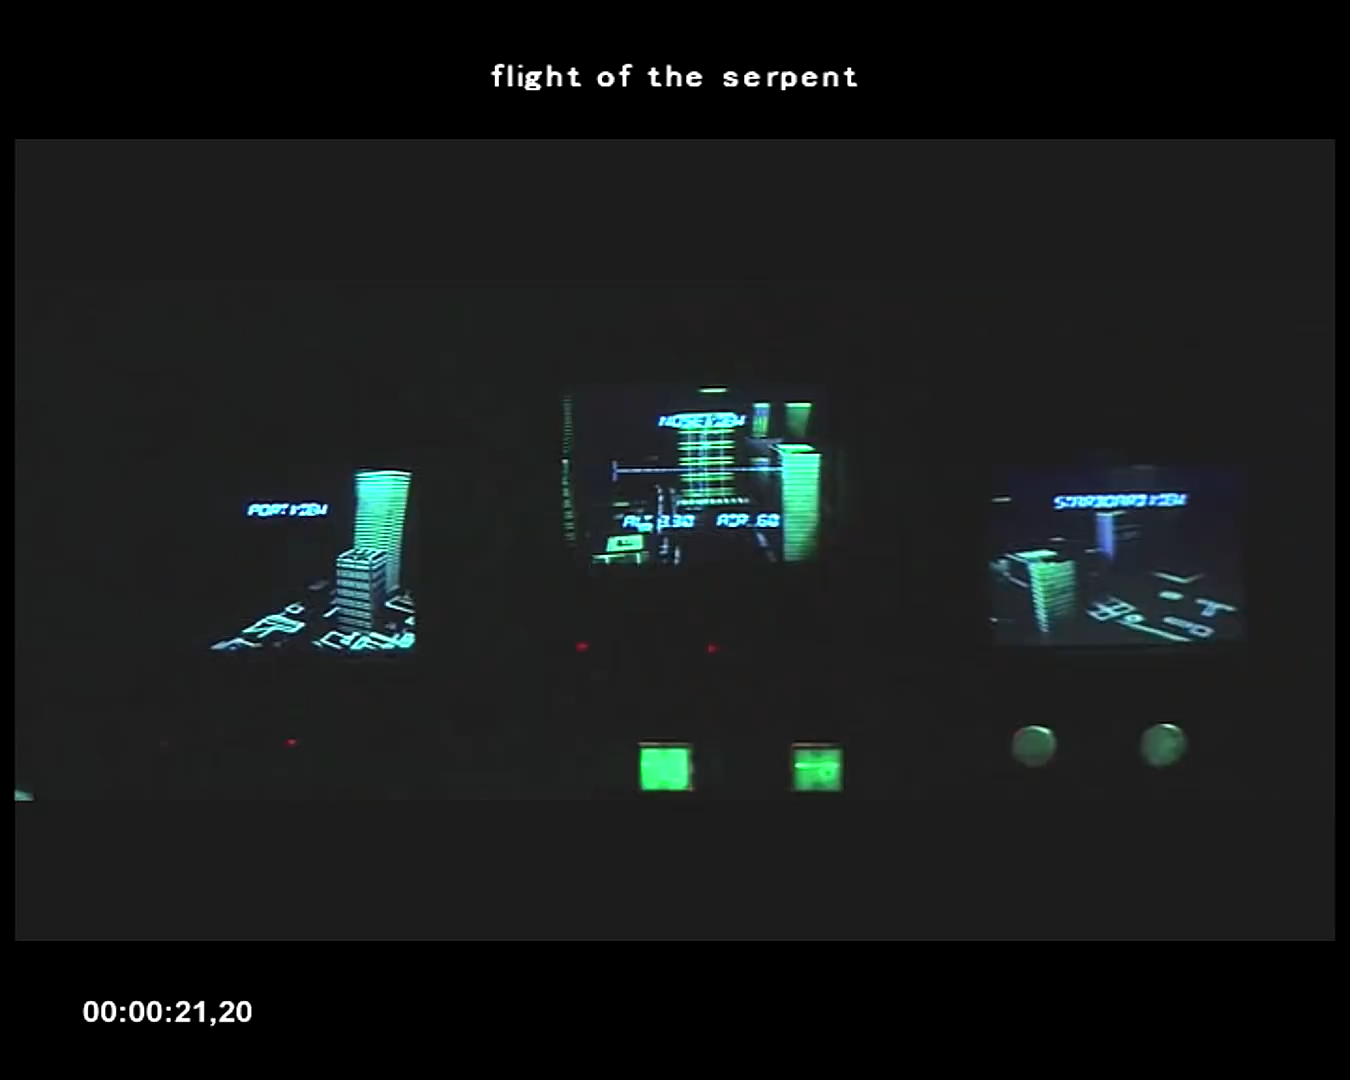 flight of the serpent
NOSE VIEW
PORT VIEW
STARBOARD VIEW
00:00:21,20